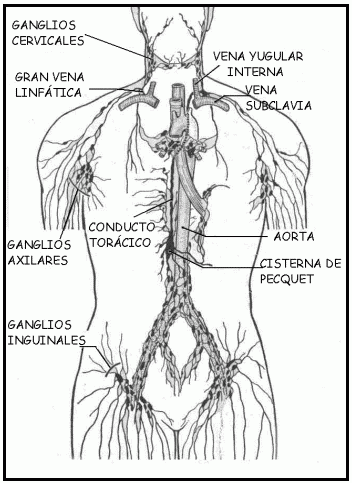 GANGLIOS
CERVICALES
VENA YUGULAR
INTERNA
GRAN VENA
LINFÁTICA
VENA
SUBCLAVIA
CONDUCTO
TORÁCICO
AORTA
GANGLIOS
AXILARES
CISTERNA DE
PECQUET
GANGLIOS
INGUINALES